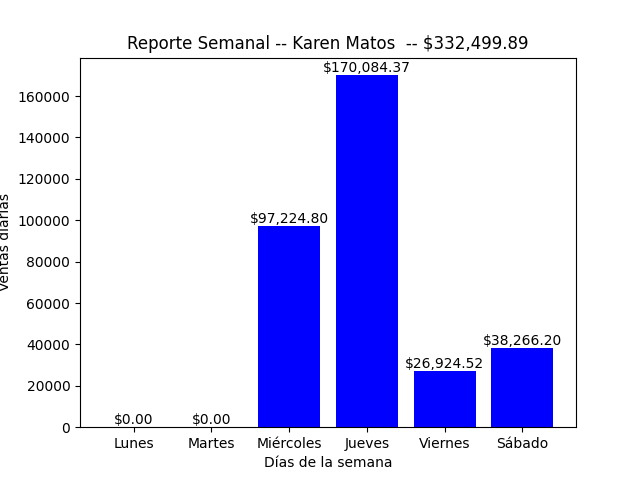 Reporte Semanal -- Karen Matos  -- $332,499.89
Ventas diarias
160000
140000
120000
100000
80000
60000
40000
20000
0
$0.00
$0.00
$97,224.80
$170,084.37
$26,924.52
$38,266.20
Lunes
Martes
Miércoles
Jueves
Viernes
Sábado
Días de la semana